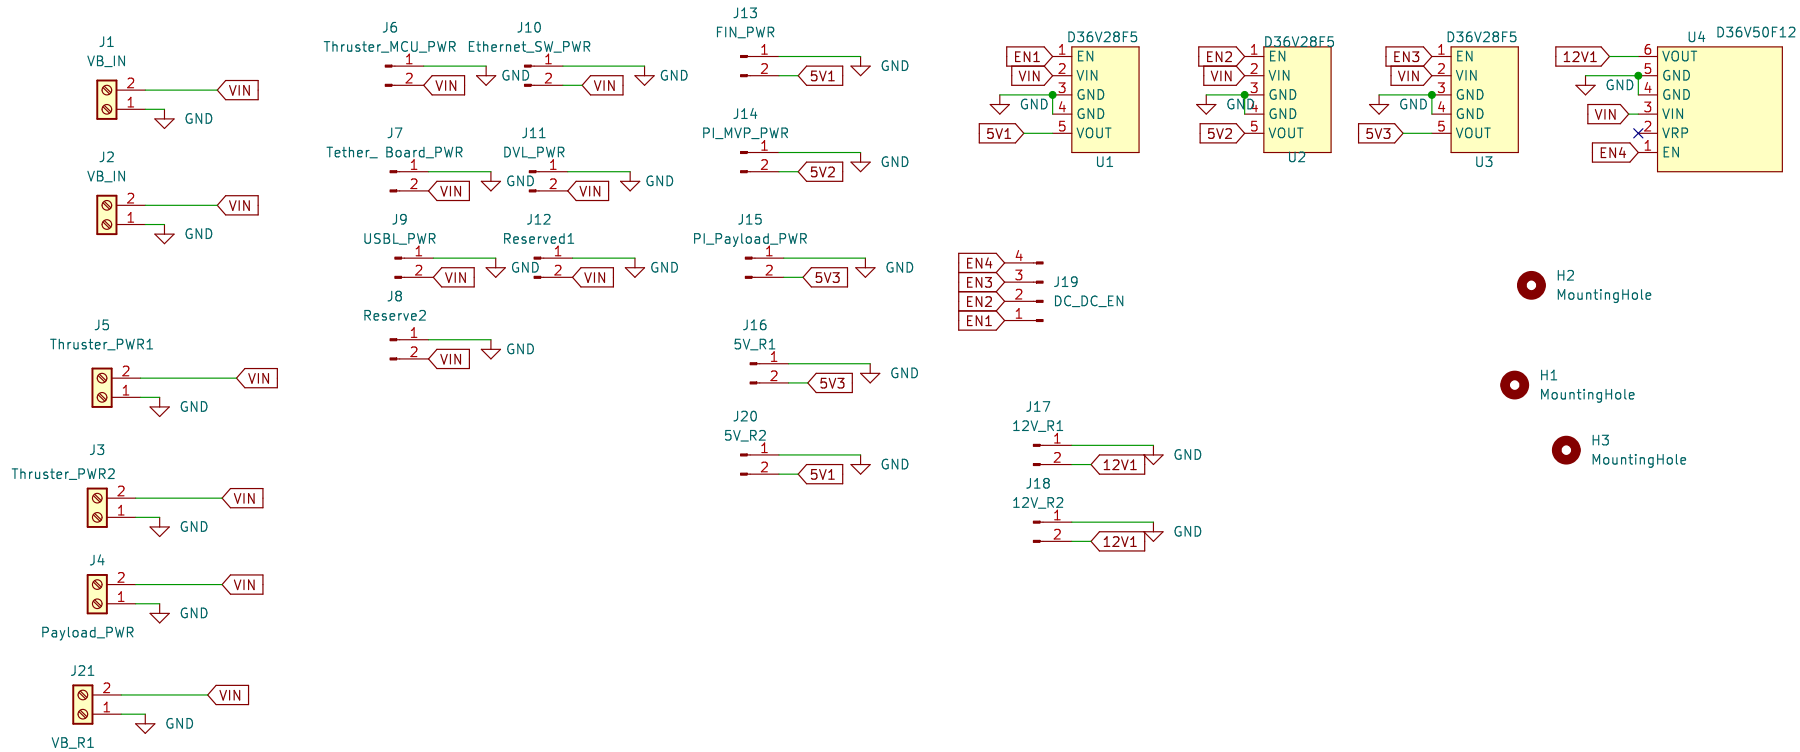 J1
VB_IN
2
VIN
1
GND
J2
VB_IN
2
VIN
1
GND
J5
Thruster_PWR1
2
VIN
1
GND
J3
Thruster_PWR2
2
VIN
1
GND
J4
2
VIN
1
GND
Payload_PWR
J21
2
VIN
1
GND
VB_R1
J6
Thruster_MCU_PWR
1
GND
2
VIN
J7
Tether_ Board_PWR
1
GND
2
VIN
J9
USBL_PWR
1
GND
2
VIN
J8
Reserve2
1
GND
2
VIN
J10
Ethernet_SW_PWR
1
GND
2
VIN
J11
DVL_PWR
1
GND
2
VIN
J12
Reserved1
1
GND
2
VIN
J13
FIN_PWR
1
GND
2
5V1
J14
PI_MVP_PWR
1
GND
2
5V2
J15
PI_Payload_PWR
1
GND
2
5V3
J16
5V_R1
1
GND
2
5V3
J20
5V_R2
1
GND
2
5V1
D36V28F5
EN1 1 EN
VIN 2 VIN
3 GND
GND
4 GND
5V1 5 VOUT
U1
D36V28F5
EN2 1 EN
VIN 2 VIN
3 GND
GND
4 GND
5V2 5 VOUT
U2
D36V28F5
EN3 1 EN
VIN 2 VIN
3 GND
GND
4 GND
5V3 5 VOUT
U3
U4 D36V50F12
12V1 6 VOUT
5 GND
GND
4 GND
VIN 3 VIN
2 VRP
EN4 1 EN
EN4 4
EN3 3
EN2 2
EN1 1
J19
DC_DC_EN
J17
12V_R1
1
GND
2
12V1
J18
12V_R2
1
GND
2
12V1
H2
MountingHole
H1
MountingHole
H3
MountingHole